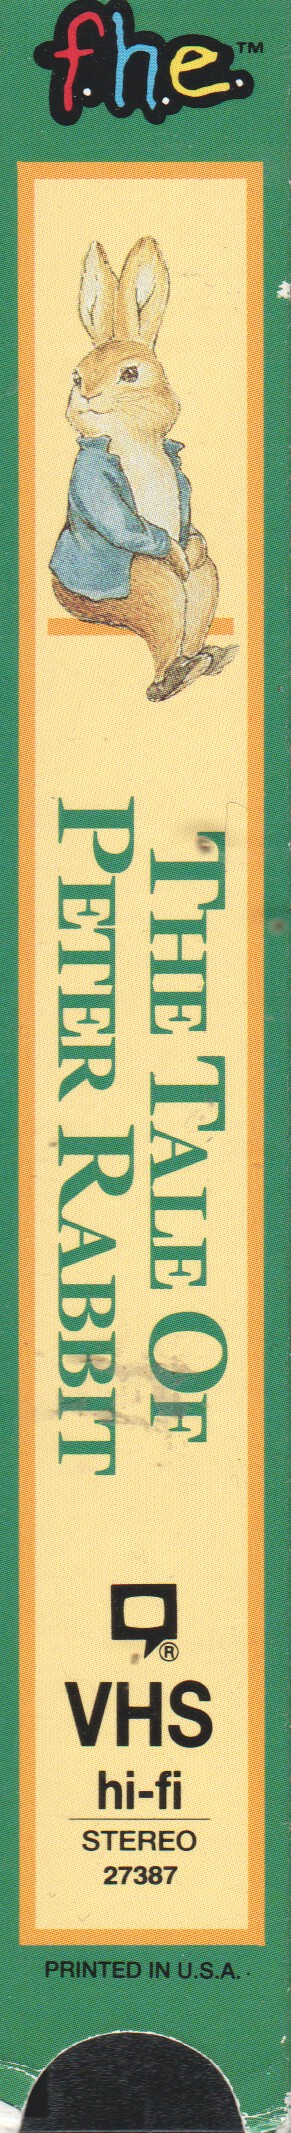 f.h.e.™
THE TALE OF
PETER RABBIT
®
VHS
hi-fi
STEREO
27387
PRINTED IN U.S.A.